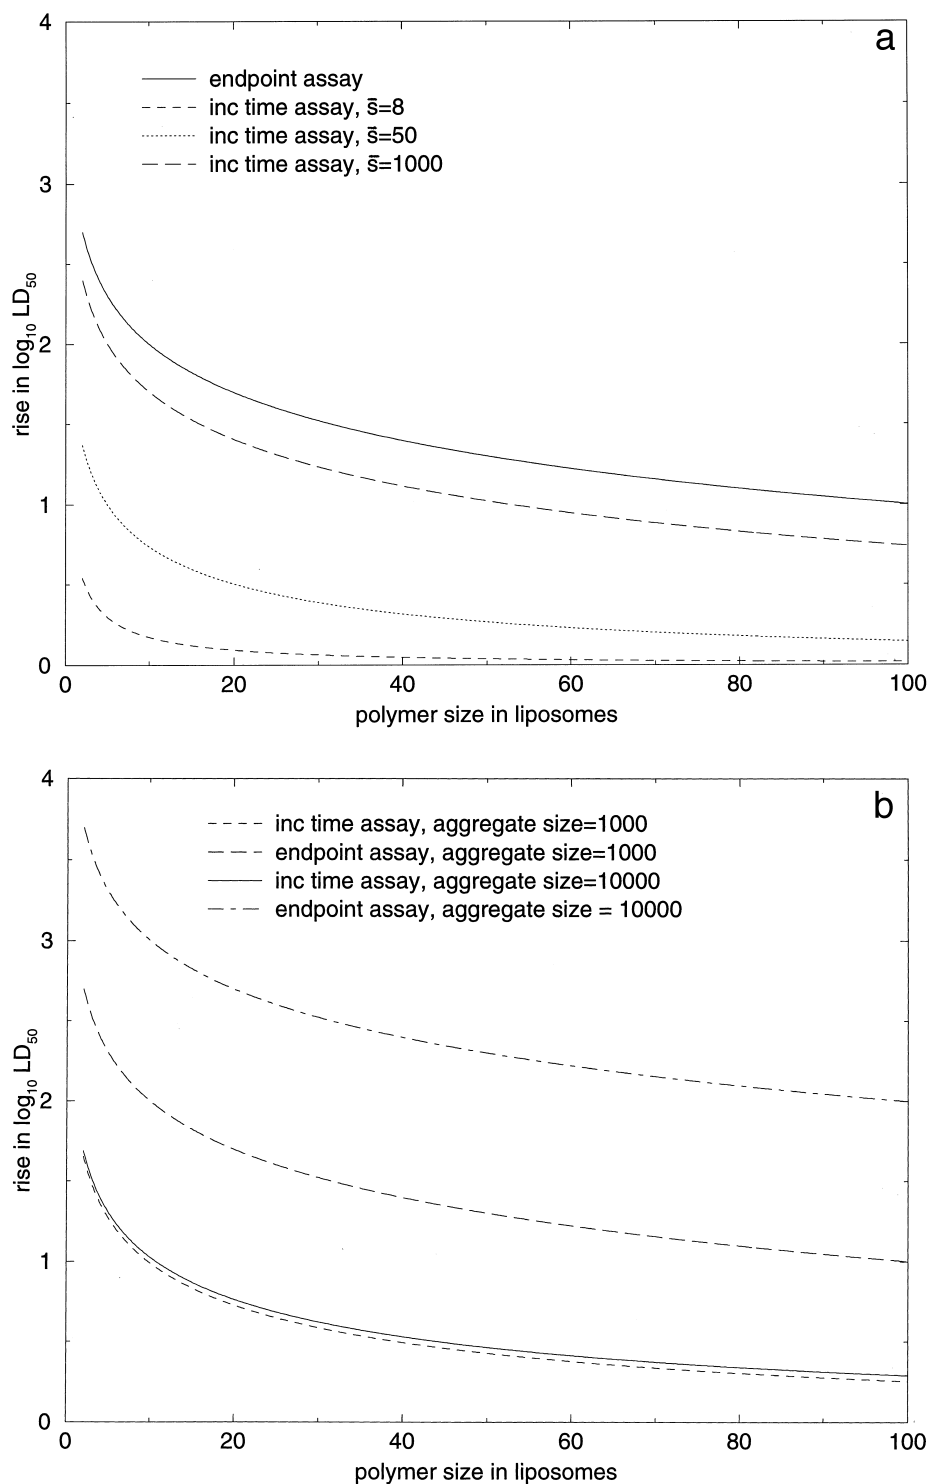 4
a
endpoint assay
inc time assay, s̄=8
inc time assay, s̄=50
inc time assay, s̄=1000
3
2
1
0
rise in log₁₀ LD₅₀
0 20 40 60 80 100
polymer size in liposomes
4
b
inc time assay, aggregate size=1000
endpoint assay, aggregate size=1000
inc time assay, aggregate size=10000
endpoint assay, aggregate size = 10000
3
2
1
0
rise in log₁₀ LD₅₀
0 20 40 60 80 100
polymer size in liposomes